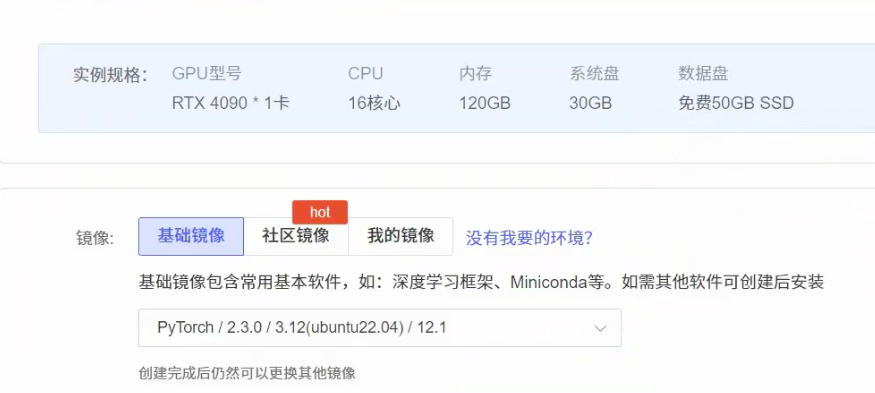 实例规格： GPU型号 CPU 内存 系统盘 数据盘
RTX 4090 * 1卡 16核心 120GB 30GB 免费50GB SSD
hot
镜像: 基础镜像 社区镜像 我的镜像 没有我要的环境？
基础镜像包含常用基本软件，如：深度学习框架、Miniconda等。如需其他软件可创建后安装
PyTorch / 2.3.0 / 3.12(ubuntu22.04) / 12.1
创建完成后仍然可以更换其他镜像